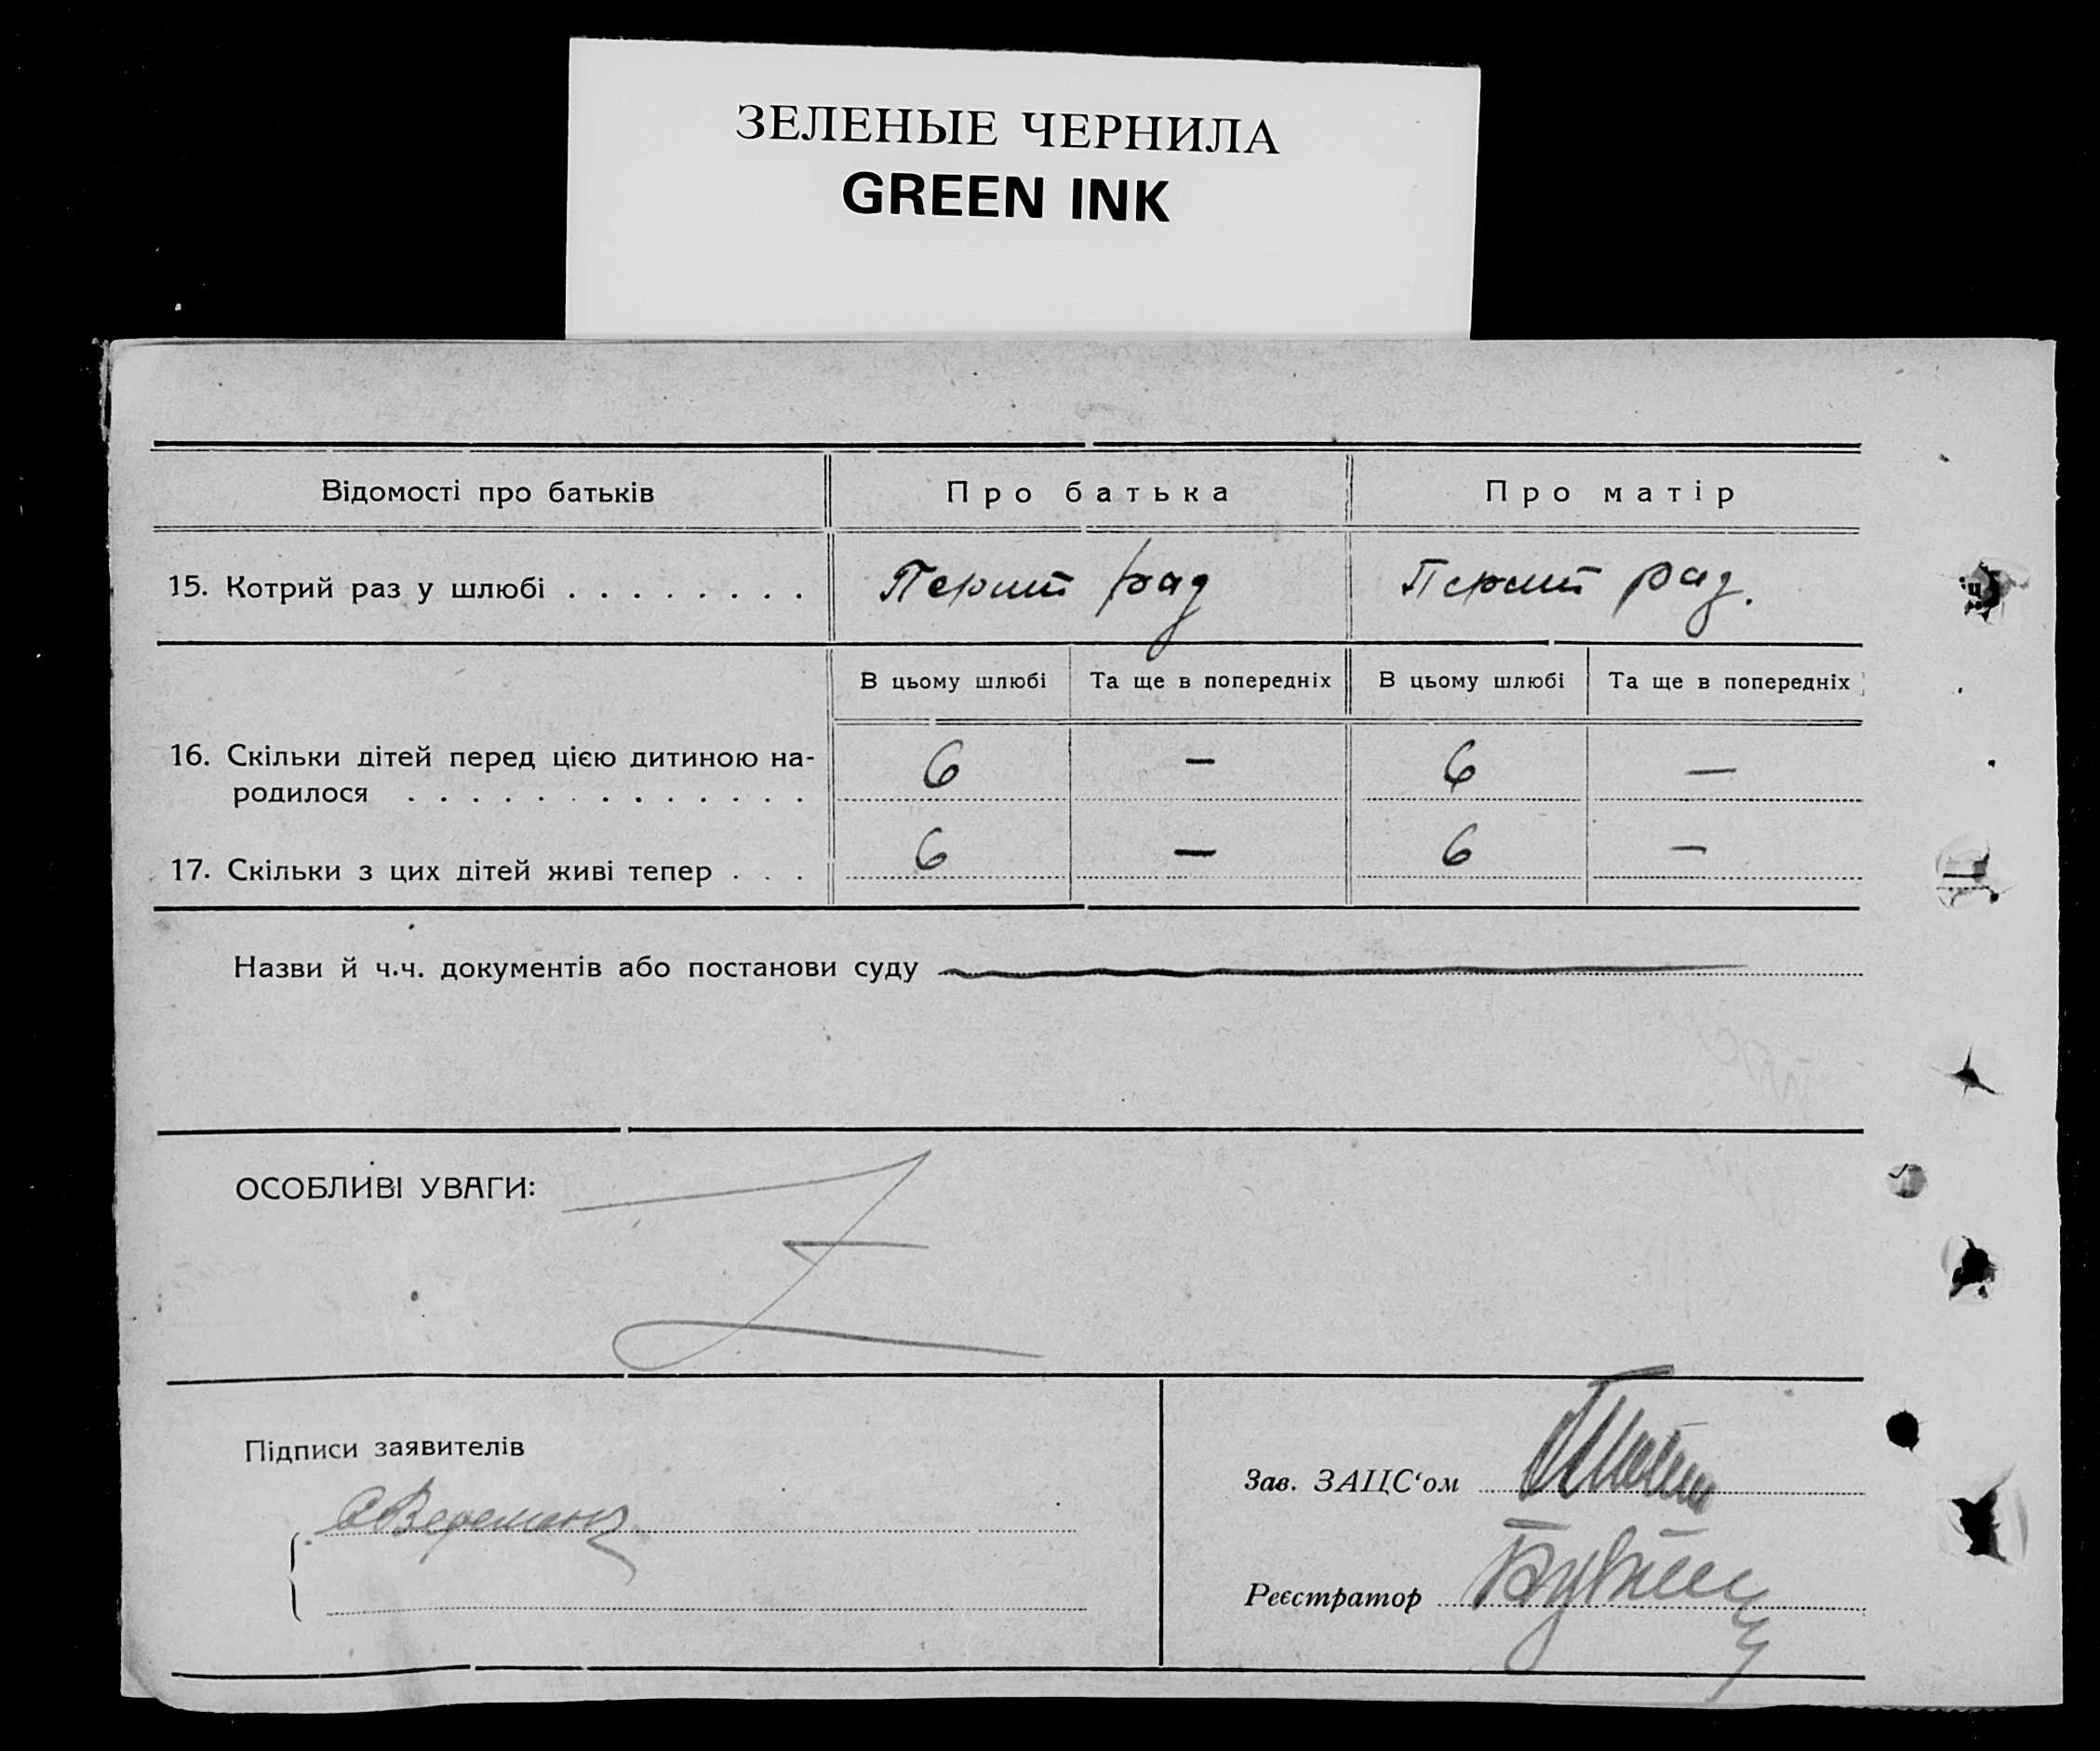 ЗЕЛЕНЫЕ ЧЕРНИЛА
GREEN INK
Відомості про батьків Про батька Про матір
15. Котрий раз у шлюбі . . . . . . . . Перший раз Перший раз.
В цьому шлюбі Та ще в попередніх В цьому шлюбі Та ще в попередніх
16. Скільки дітей перед цією дитиною на-
родилося . . . . . . . . . . . . . 6 — 6 —
17. Скільки з цих дітей живі тепер . . . 6 — 6 —
Назви й ч.ч. документів або постанови суду
ОСОБЛИВІ УВАГИ:
Підписи заявителів
Зав. ЗАЦС‘ом
Реєстратор